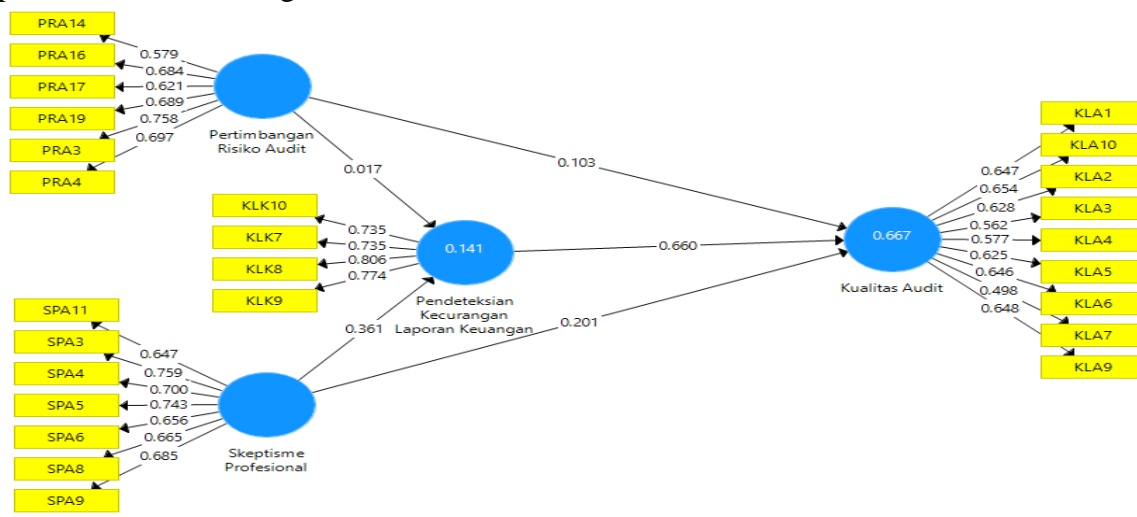 PRA14
PRA16
PRA17
PRA19
PRA3
PRA4
0.579
0.684
0.621
0.689
0.758
0.697
Pertimbangan
Risiko Audit
0.017
0.103
KLK10
KLK7
KLK8
KLK9
0.735
0.735
0.806
0.774
0.141
Pendeteksian
Kecurangan
Laporan Keuangan
0.660
0.361
0.201
SPA11
SPA3
SPA4
SPA5
SPA6
SPA8
SPA9
0.647
0.759
0.700
0.743
0.656
0.665
0.685
Skeptisme
Profesional
0.667
Kualitas Audit
0.647
0.654
0.628
0.562
0.577
0.625
0.646
0.498
0.648
KLA1
KLA10
KLA2
KLA3
KLA4
KLA5
KLA6
KLA7
KLA9